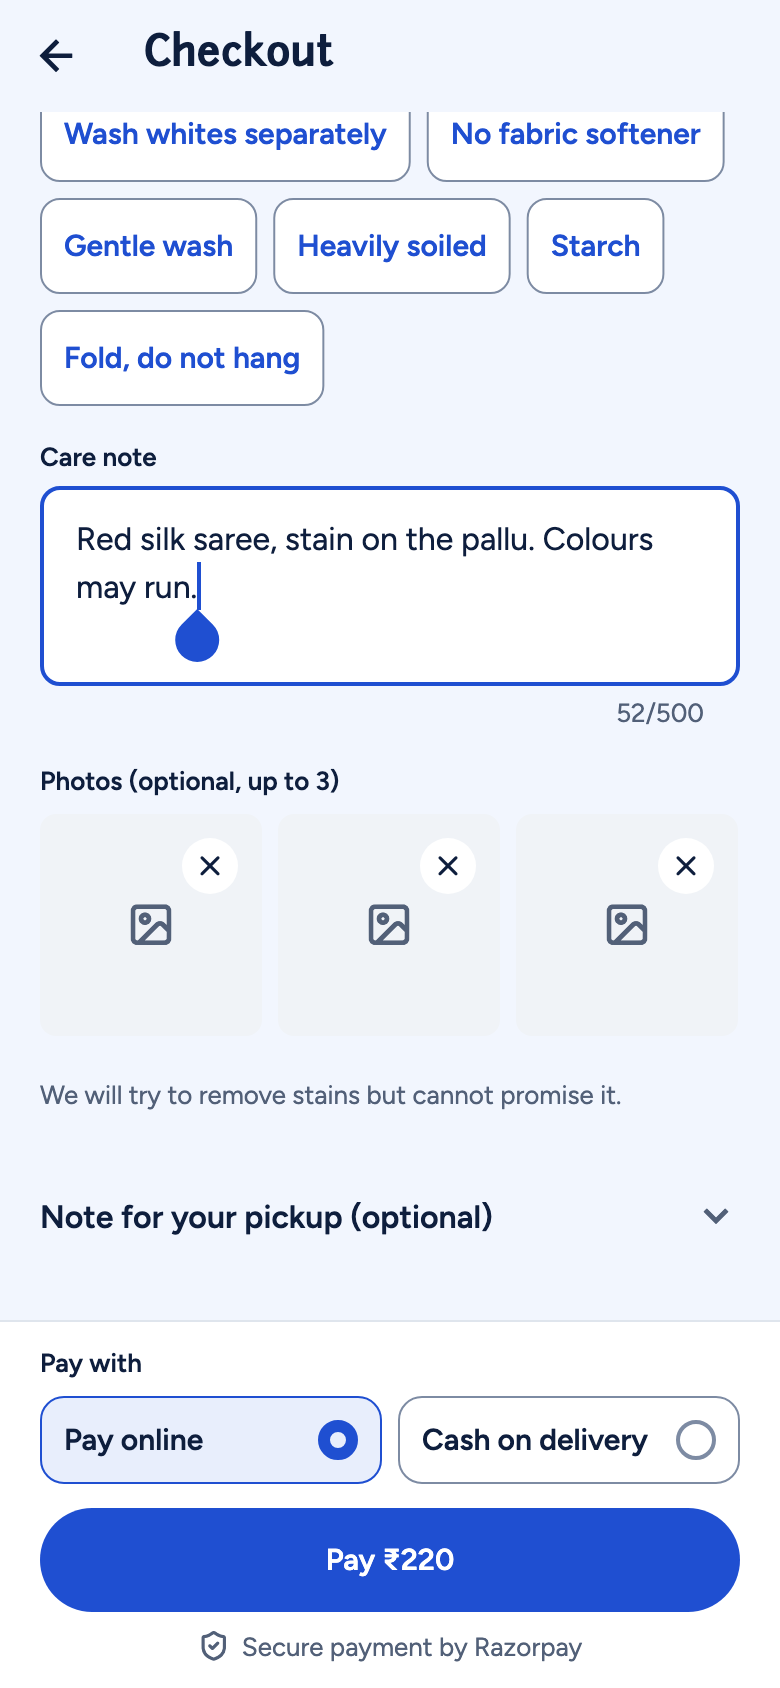 Checkout
Wash whites separately
No fabric softener
Gentle wash
Heavily soiled
Starch
Fold, do not hang
Care note
Red silk saree, stain on the pallu. Colours
may run.
52/500
Photos (optional, up to 3)
We will try to remove stains but cannot promise it.
Note for your pickup (optional)
Pay with
Pay online
Cash on delivery
Pay ₹220
Secure payment by Razorpay